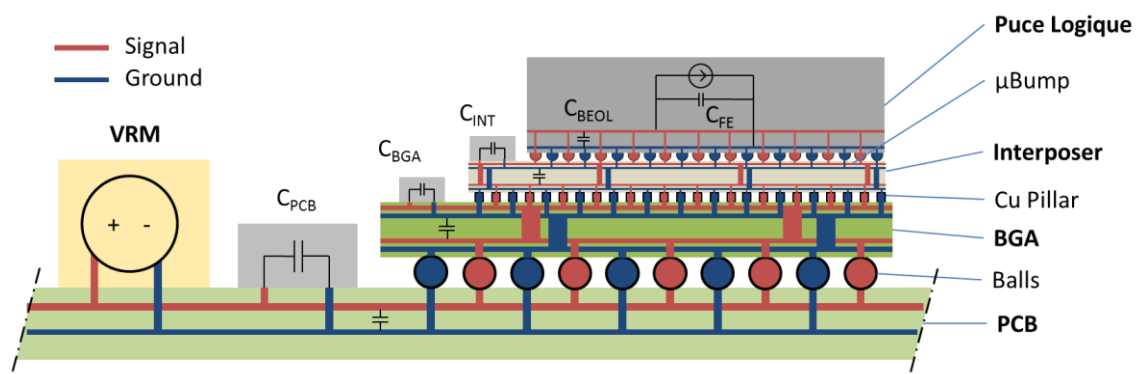 Signal
Ground
VRM
+ -
C_PCB
C_BGA
C_INT
C_BEOL
C_FE
Puce Logique
µBump
Interposer
Cu Pillar
BGA
Balls
PCB